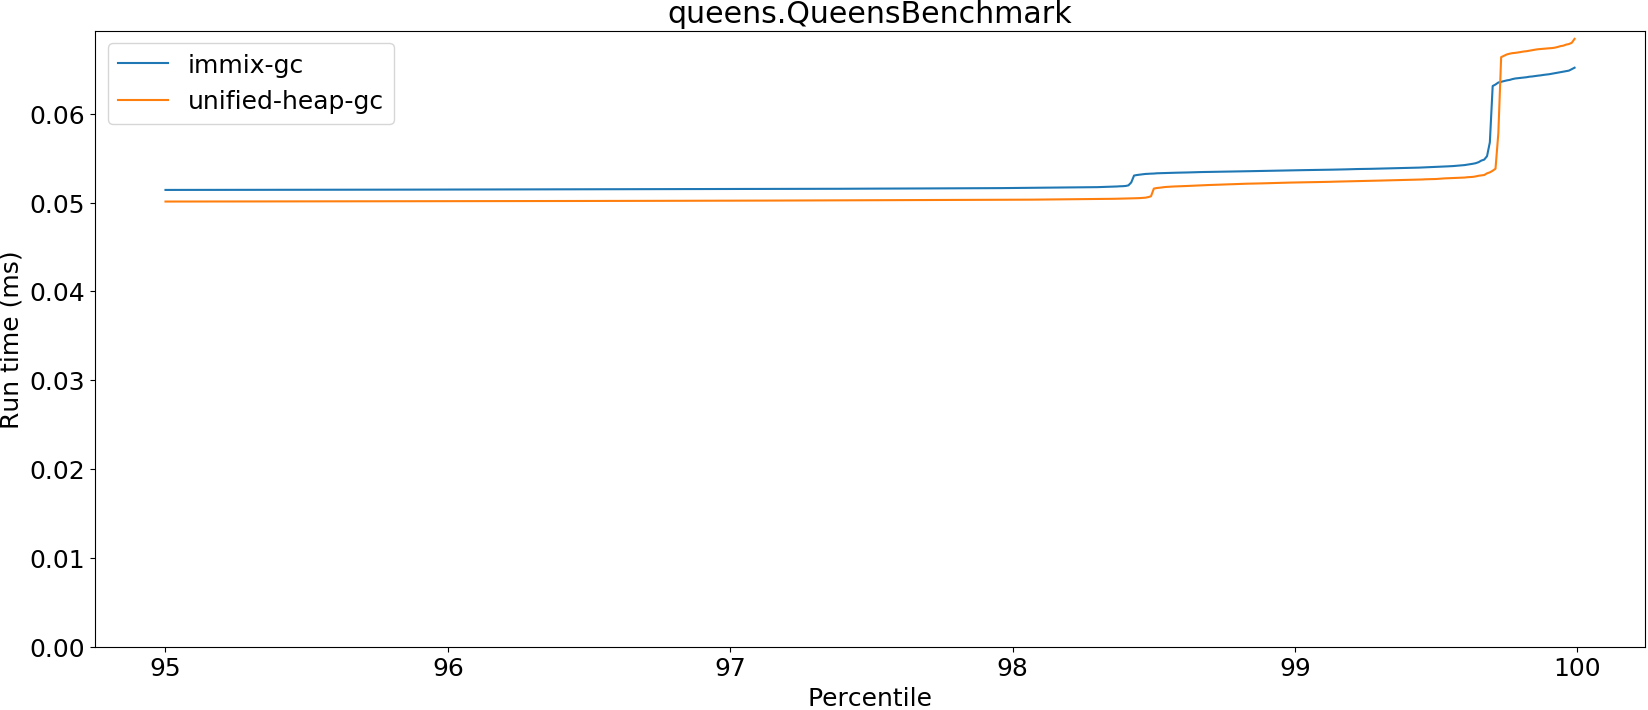 queens.QueensBenchmark
immix-gc
unified-heap-gc
Run time (ms)
0.06
0.05
0.04
0.03
0.02
0.01
0.00
95 96 97 98 99 100
Percentile